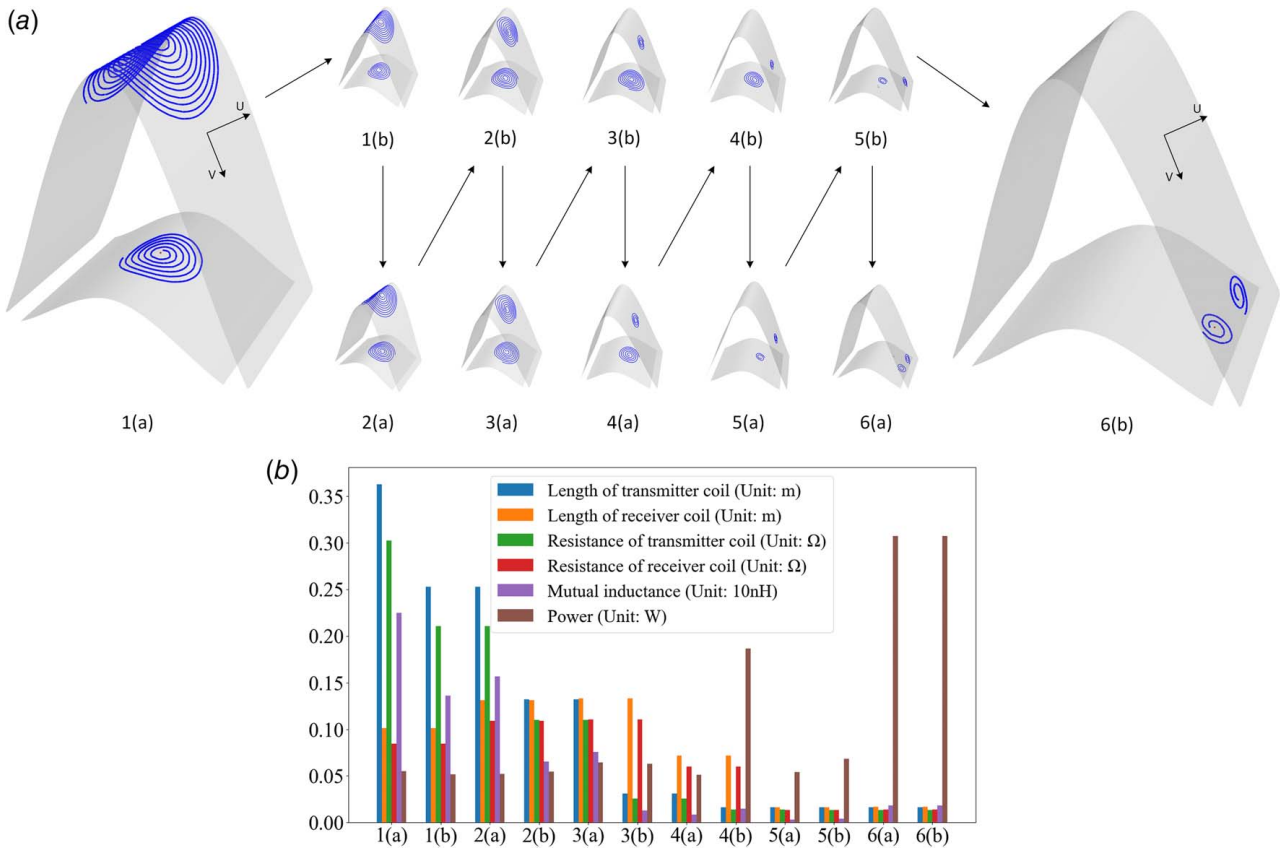 (a)
U
V
1(a)
1(b)
2(b)
3(b)
4(b)
5(b)
2(a)
3(a)
4(a)
5(a)
6(a)
U
V
6(b)
(b)
Length of transmitter coil (Unit: m)
Length of receiver coil (Unit: m)
Resistance of transmitter coil (Unit: Ω)
Resistance of receiver coil (Unit: Ω)
Mutual inductance (Unit: 10nH)
Power (Unit: W)
0.35
0.30
0.25
0.20
0.15
0.10
0.05
0.00
1(a) 1(b) 2(a) 2(b) 3(a) 3(b) 4(a) 4(b) 5(a) 5(b) 6(a) 6(b)